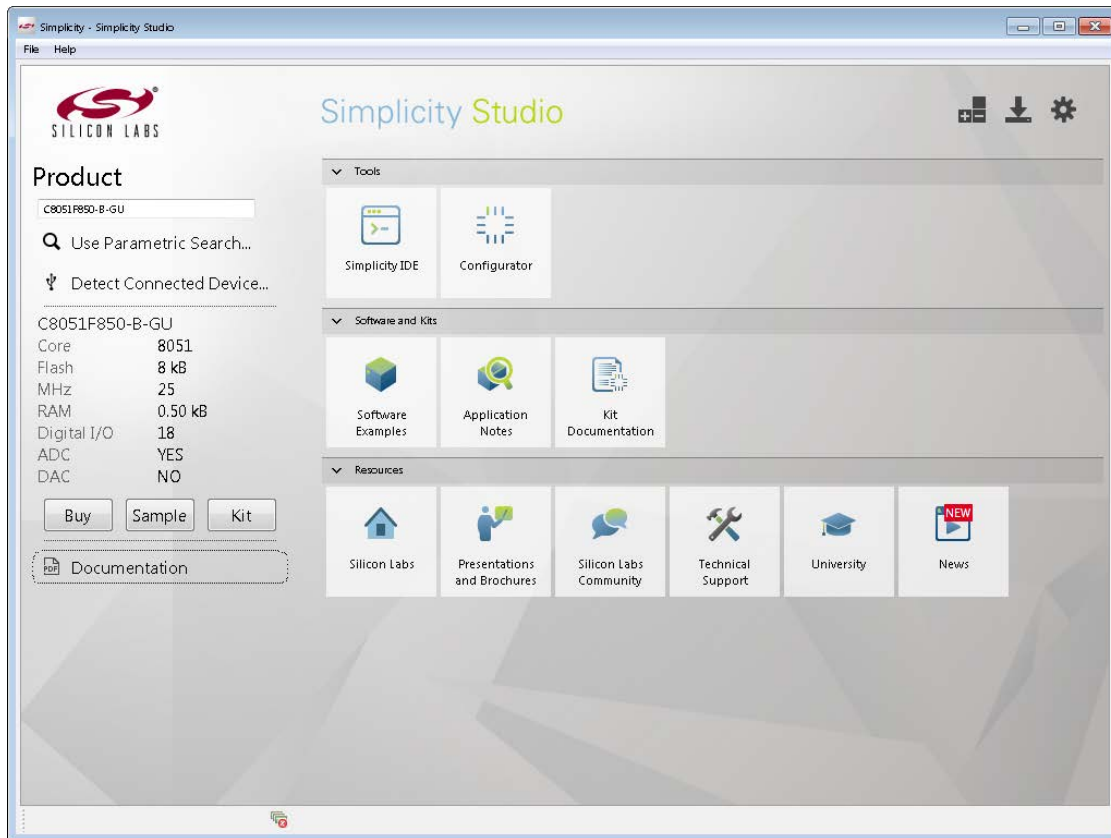 Simplicity - Simplicity Studio
File Help
SILICON LABS
Simplicity Studio
Product
C8051F850-B-GU
Use Parametric Search...
Detect Connected Device...
C8051F850-B-GU
Core 8051
Flash 8 kB
MHz 25
RAM 0.50 kB
Digital I/O 18
ADC YES
DAC NO
Buy Sample Kit
PDF Documentation
Tools
Simplicity IDE
Configurator
Software and Kits
Software
Examples
Application
Notes
Kit
Documentation
Resources
Silicon Labs
Presentations
and Brochures
Silicon Labs
Community
Technical
Support
University
NEW
News